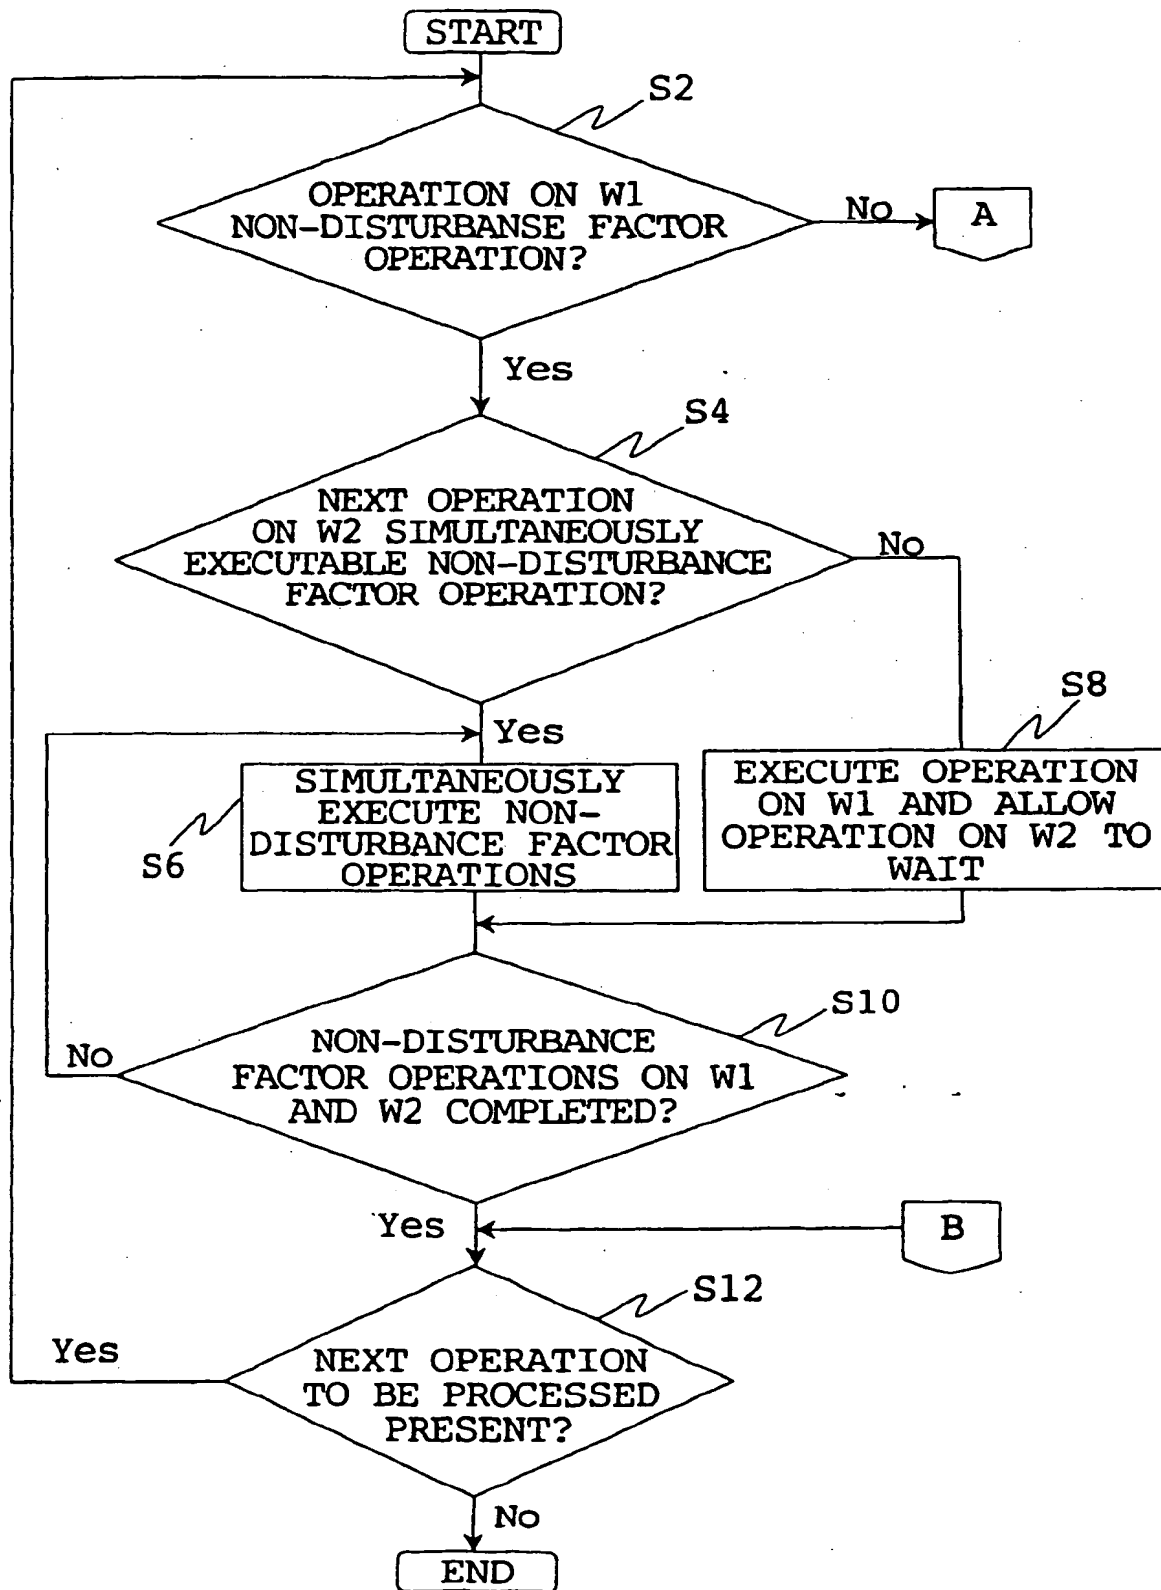 START
S2
OPERATION ON W1
NON-DISTURBANSE FACTOR
OPERATION?
No
A
Yes
S4
NEXT OPERATION
ON W2 SIMULTANEOUSLY
EXECUTABLE NON-DISTURBANCE
FACTOR OPERATION?
No
Yes
S8
SIMULTANEOUSLY
EXECUTE NON-
DISTURBANCE FACTOR
OPERATIONS
S6
EXECUTE OPERATION
ON W1 AND ALLOW
OPERATION ON W2 TO
WAIT
S10
NON-DISTURBANCE
FACTOR OPERATIONS ON W1
AND W2 COMPLETED?
No
Yes
B
S12
NEXT OPERATION
TO BE PROCESSED
PRESENT?
Yes
No
END